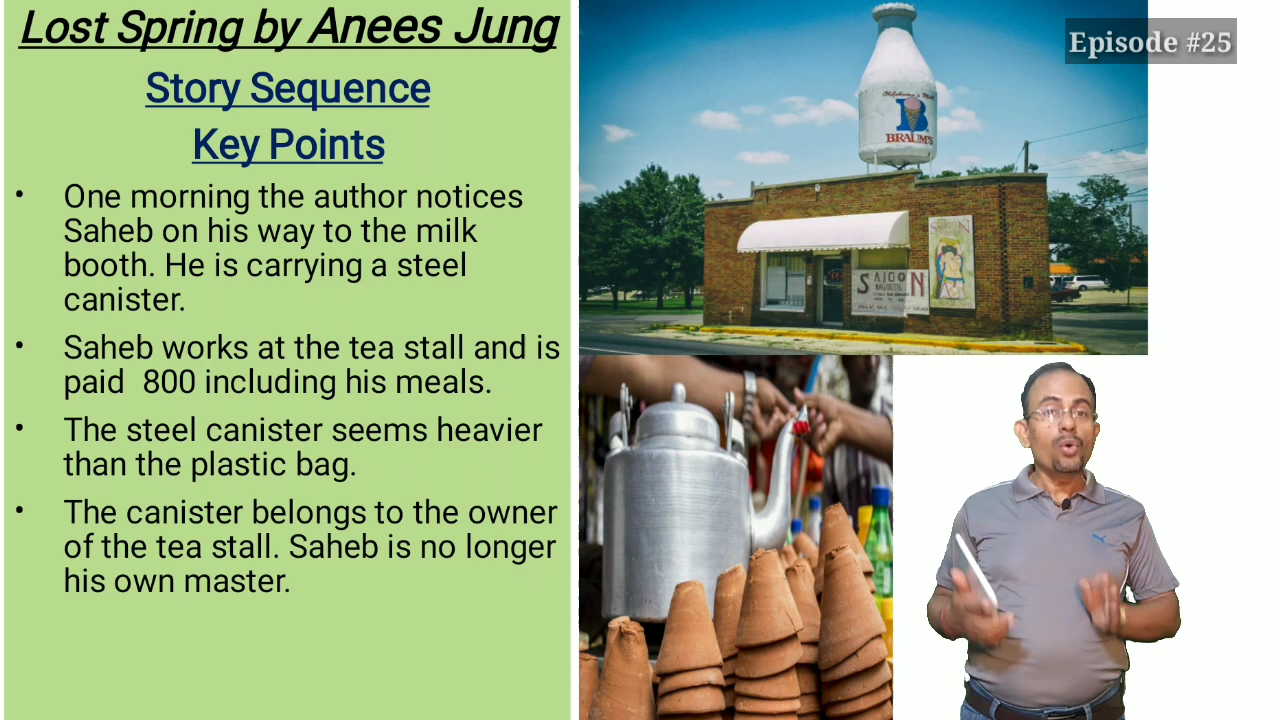 Lost Spring by Anees Jung
Story Sequence
Key Points
• One morning the author notices
Saheb on his way to the milk
booth. He is carrying a steel
canister.
• Saheb works at the tea stall and is
paid 800 including his meals.
• The steel canister seems heavier
than the plastic bag.
• The canister belongs to the owner
of the tea stall. Saheb is no longer
his own master.
Episode #25
B
BRAUM'S
SAIGON
BAGUETTE